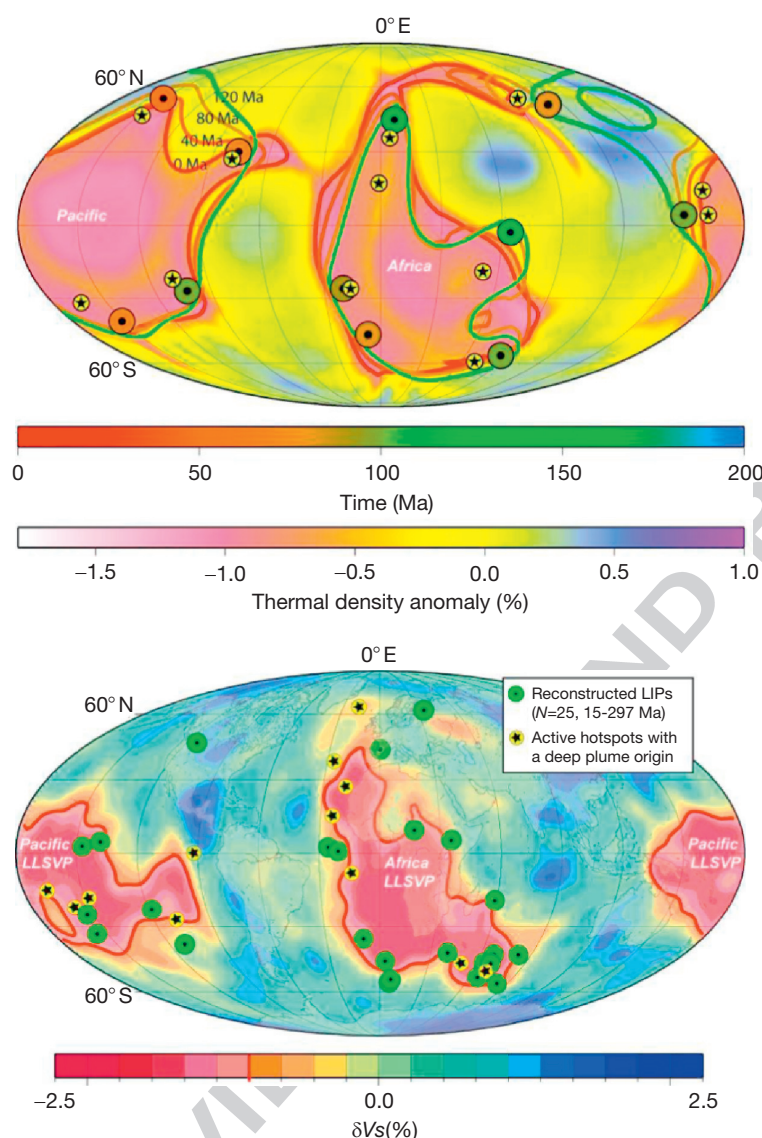 0°E
60°N
120 Ma
80 Ma
40 Ma
0 Ma
Pacific
Africa
60°S
0 50 100 150 200
Time (Ma)
−1.5 −1.0 −0.5 0.0 0.5 1.0
Thermal density anomaly (%)
0°E
60°N
Reconstructed LIPs
(N=25, 15-297 Ma)
Active hotspots with
a deep plume origin
Pacific
LLSVP
Africa
LLSVP
Pacific
LLSVP
60°S
−2.5 0.0 2.5
δVs(%)